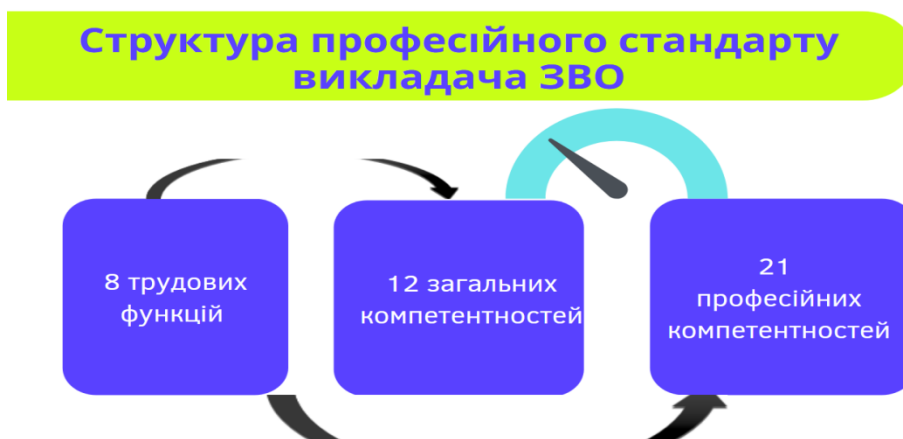 Структура професійного стандарту
викладача ЗВО
8 трудових
функцій
12 загальних
компетентностей
21
професійних
компетентностей